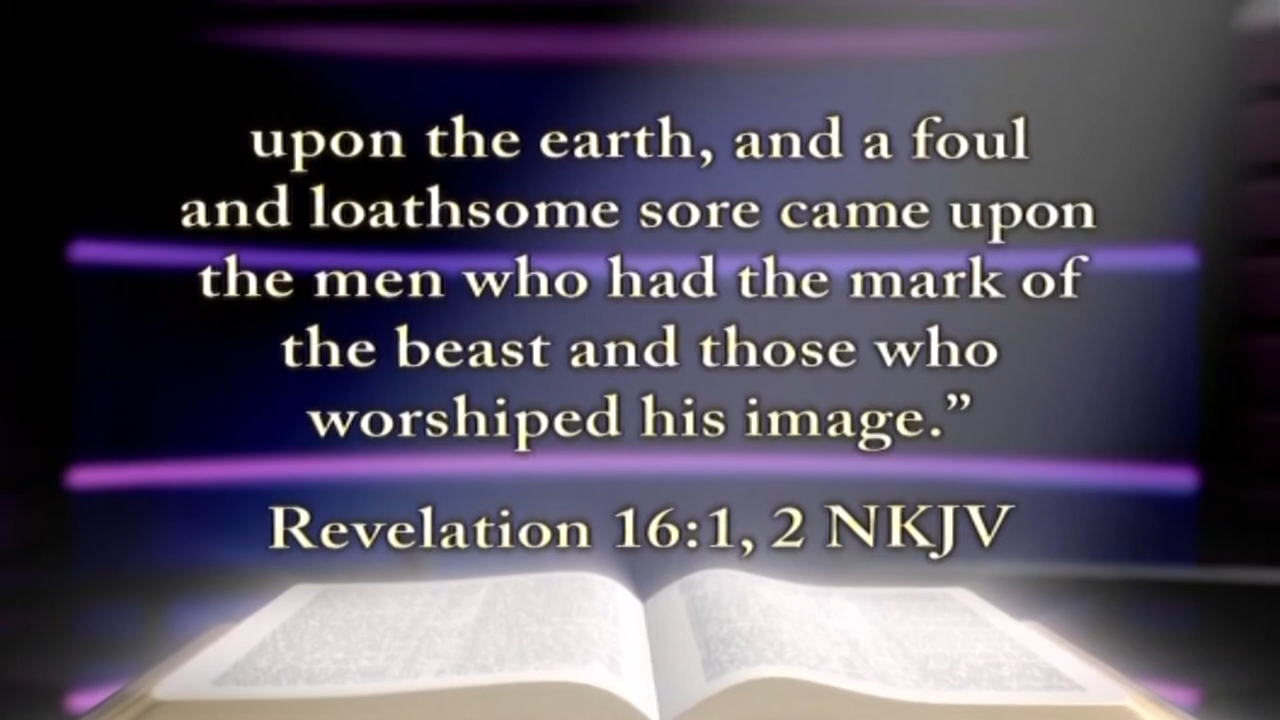 upon the earth, and a foul
and loathsome sore came upon
the men who had the mark of
the beast and those who
worshiped his image.”
Revelation 16:1, 2 NKJV